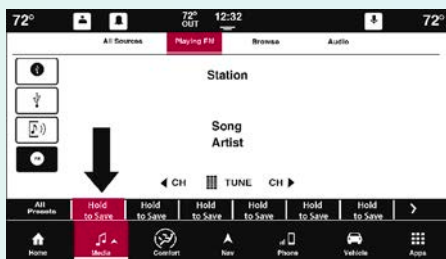 72° 72° 12:32 72°
OUT
All Sources Playing FM Browse Audio
Station
Song
Artist
CH TUNE CH
All Presets Hold to Save Hold to Save Hold to Save Hold to Save Hold to Save Hold to Save
Home Media Comfort Nav Phone Vehicle Apps